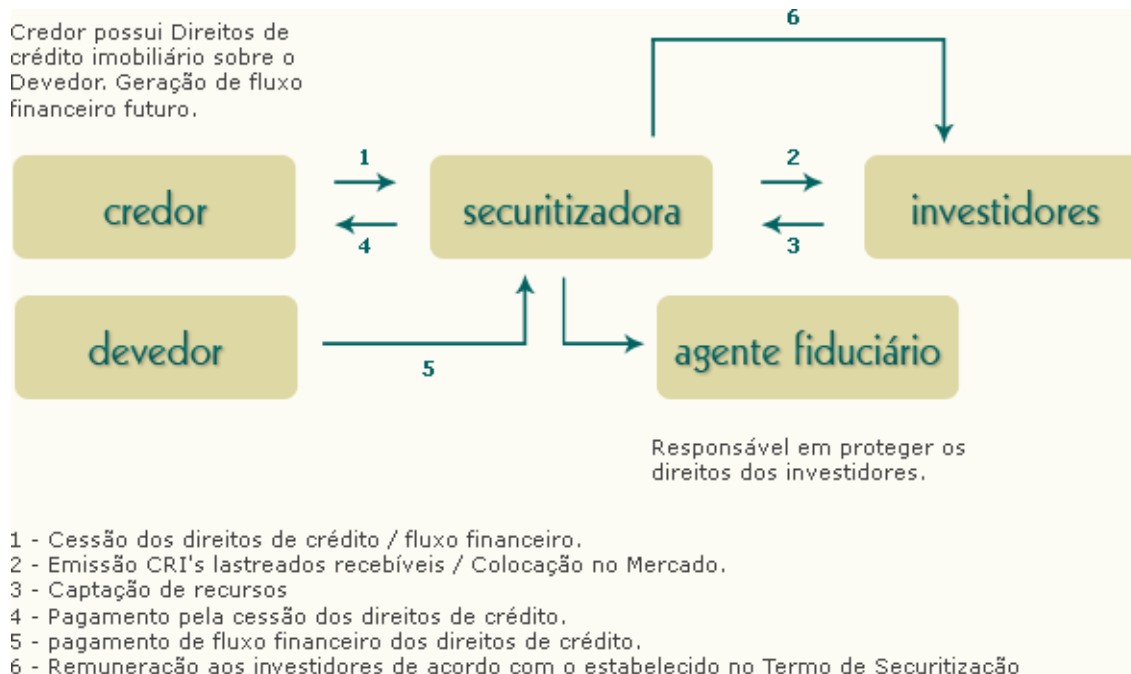 6
Credor possui Direitos de
crédito imobiliário sobre o
Devedor. Geração de fluxo
financeiro futuro.
1
2
credor
securitizadora
investidores
4
3
devedor
5
agente fiduciário
Responsável em proteger os
direitos dos investidores.
1 - Cessão dos direitos de crédito / fluxo financeiro.
2 - Emissão CRI's lastreados recebíveis / Colocação no Mercado.
3 - Captação de recursos
4 - Pagamento pela cessão dos direitos de crédito.
5 - pagamento de fluxo financeiro dos direitos de crédito.
6 - Remuneração aos investidores de acordo com o estabelecido no Termo de Securitização